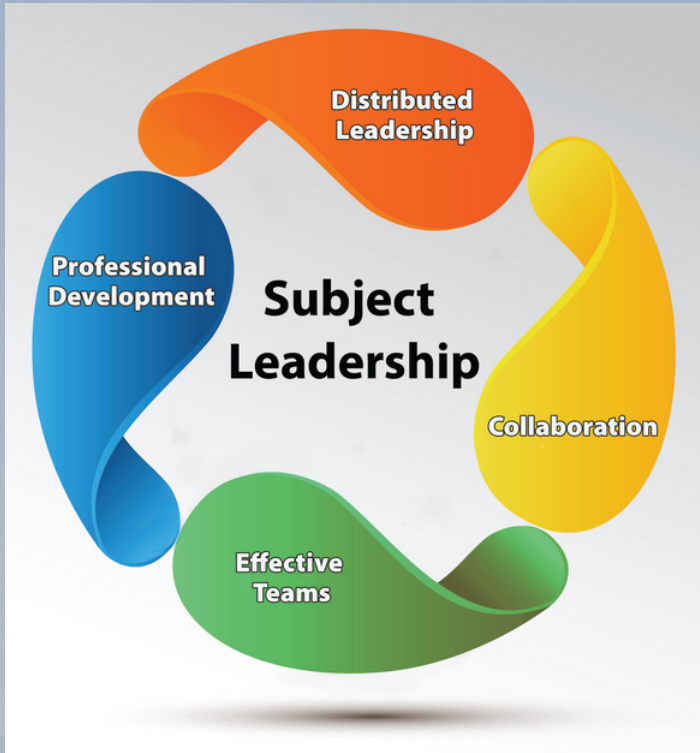 Distributed
Leadership
Professional
Development
Subject
Leadership
Collaboration
Effective
Teams